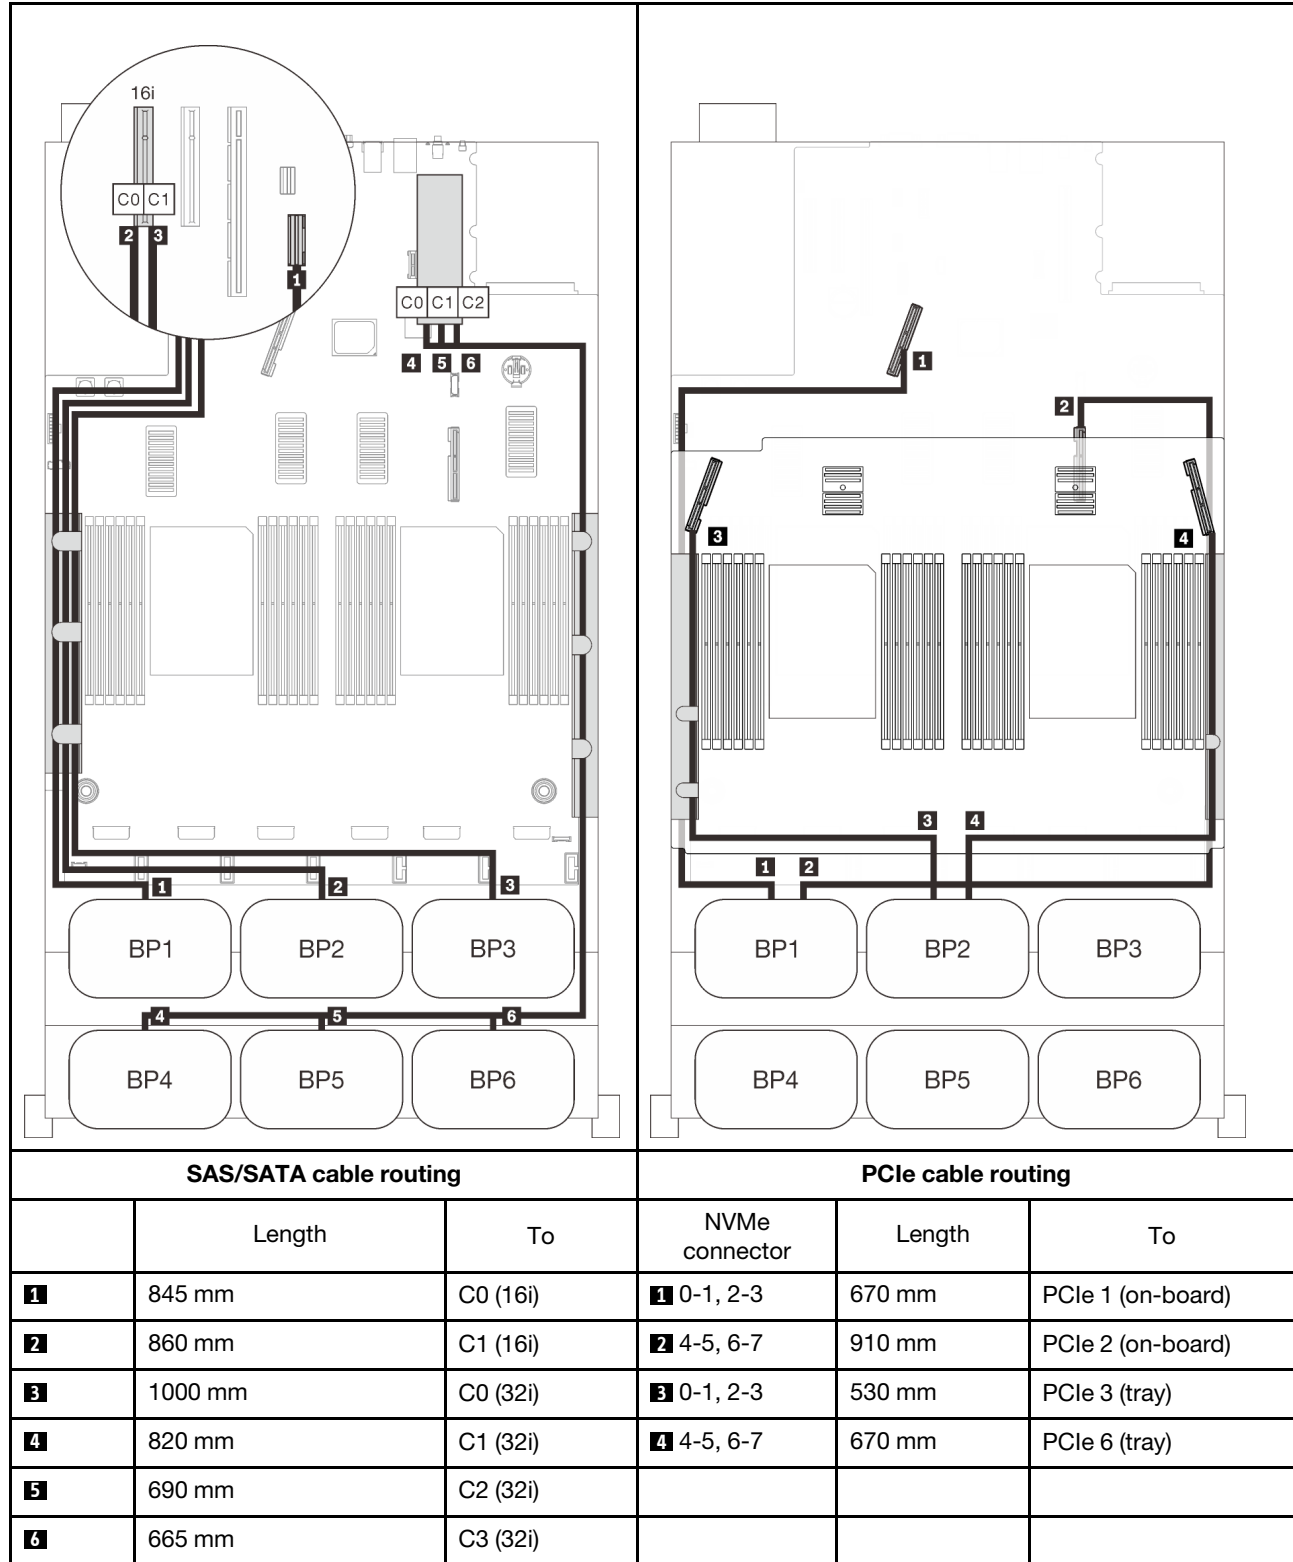 16i
C0 C1
2 3
1
C0 C1 C2
4 5 6
1 2 3
BP1 BP2 BP3
4 5 6
BP4 BP5 BP6
1
2
3 4
3 4
1 2
BP1 BP2 BP3
BP4 BP5 BP6
SAS/SATA cable routing PCIe cable routing
Length To NVMe connector Length To
1 845 mm C0 (16i) 1 0-1, 2-3 670 mm PCIe 1 (on-board)
2 860 mm C1 (16i) 2 4-5, 6-7 910 mm PCIe 2 (on-board)
3 1000 mm C0 (32i) 3 0-1, 2-3 530 mm PCIe 3 (tray)
4 820 mm C1 (32i) 4 4-5, 6-7 670 mm PCIe 6 (tray)
5 690 mm C2 (32i)
6 665 mm C3 (32i)